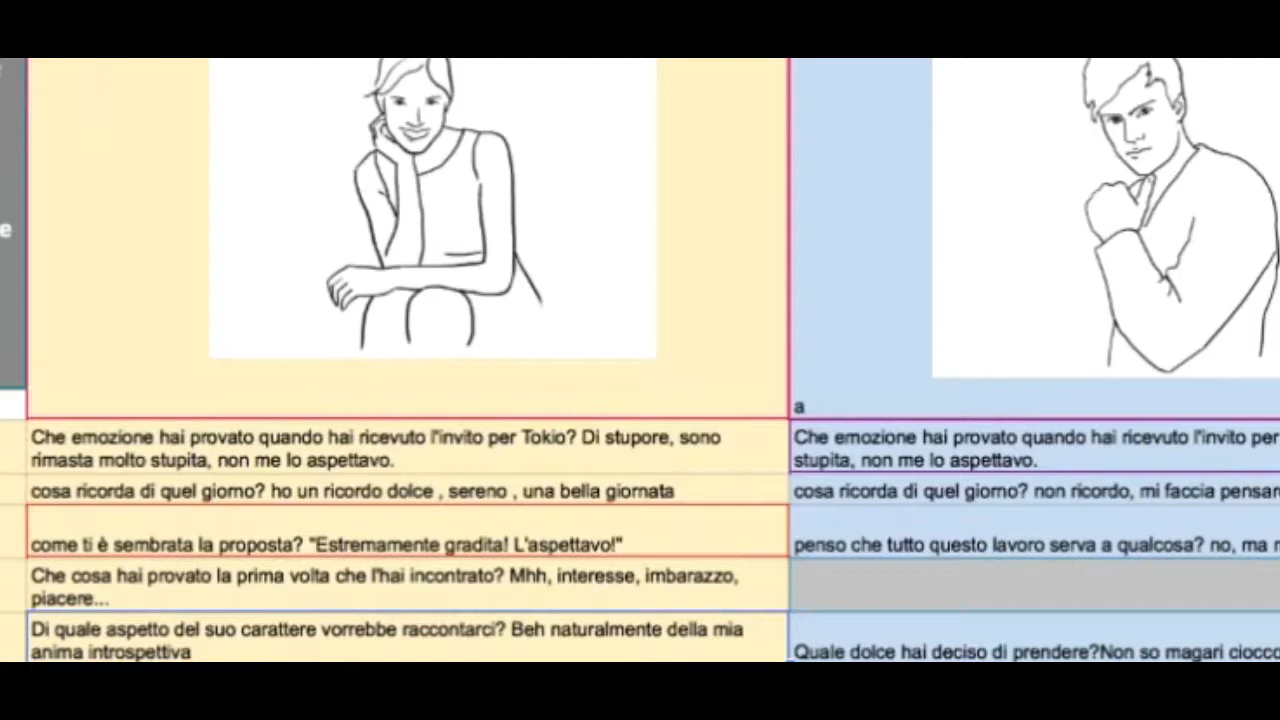 e
a
Che emozione hai provato quando hai ricevuto l'invito per Tokio? Di stupore, sono
rimasta molto stupita, non me lo aspettavo.
Che emozione hai provato quando hai ricevuto l'invito per
stupita, non me lo aspettavo.
cosa ricorda di quel giorno? ho un ricordo dolce , sereno , una bella giornata
cosa ricorda di quel giorno? non ricordo, mi faccia
come ti è sembrata la proposta? "Estremamente gradita! L'aspettavo!"
penso che tutto questo lavoro serva a qualcosa? no, ma
Che cosa hai provato la prima volta che l'hai incontrato? Mhh, interesse, imbarazzo,
piacere...
Di quale aspetto del suo carattere vorrebbe raccontarci? Beh naturalmente della mia
anima introspettiva
Quale dolce hai deciso di prendere?Non so magari